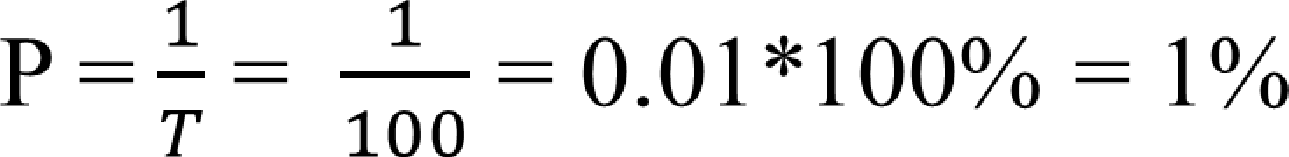 P = 1/T = 1/100 = 0.01*100% = 1%